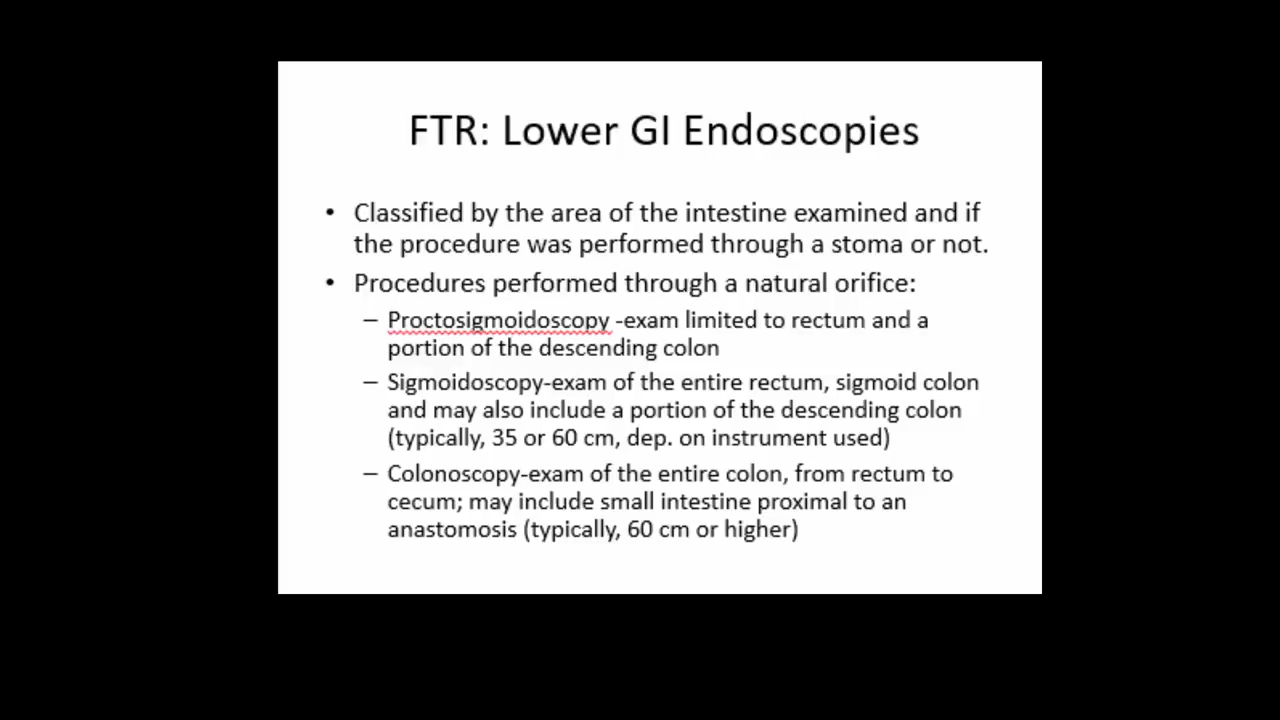 FTR: Lower GI Endoscopies
• Classified by the area of the intestine examined and if
the procedure was performed through a stoma or not.
• Procedures performed through a natural orifice:
– Proctosigmoidoscopy -exam limited to rectum and a
portion of the descending colon
– Sigmoidoscopy-exam of the entire rectum, sigmoid colon
and may also include a portion of the descending colon
(typically, 35 or 60 cm, dep. on instrument used)
– Colonoscopy-exam of the entire colon, from rectum to
cecum; may include small intestine proximal to an
anastomosis (typically, 60 cm or higher)